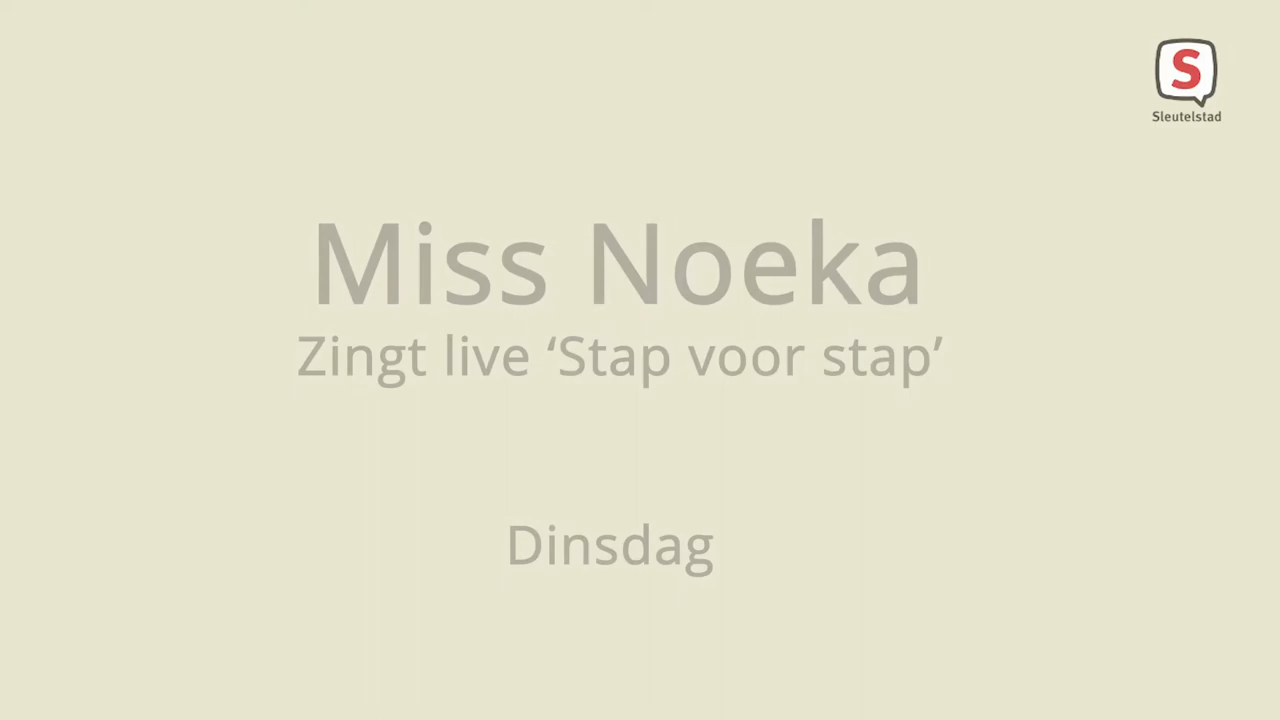 S
Sleutelstad
Miss Noeka
Zingt live ‘Stap voor stap’
Dinsdag